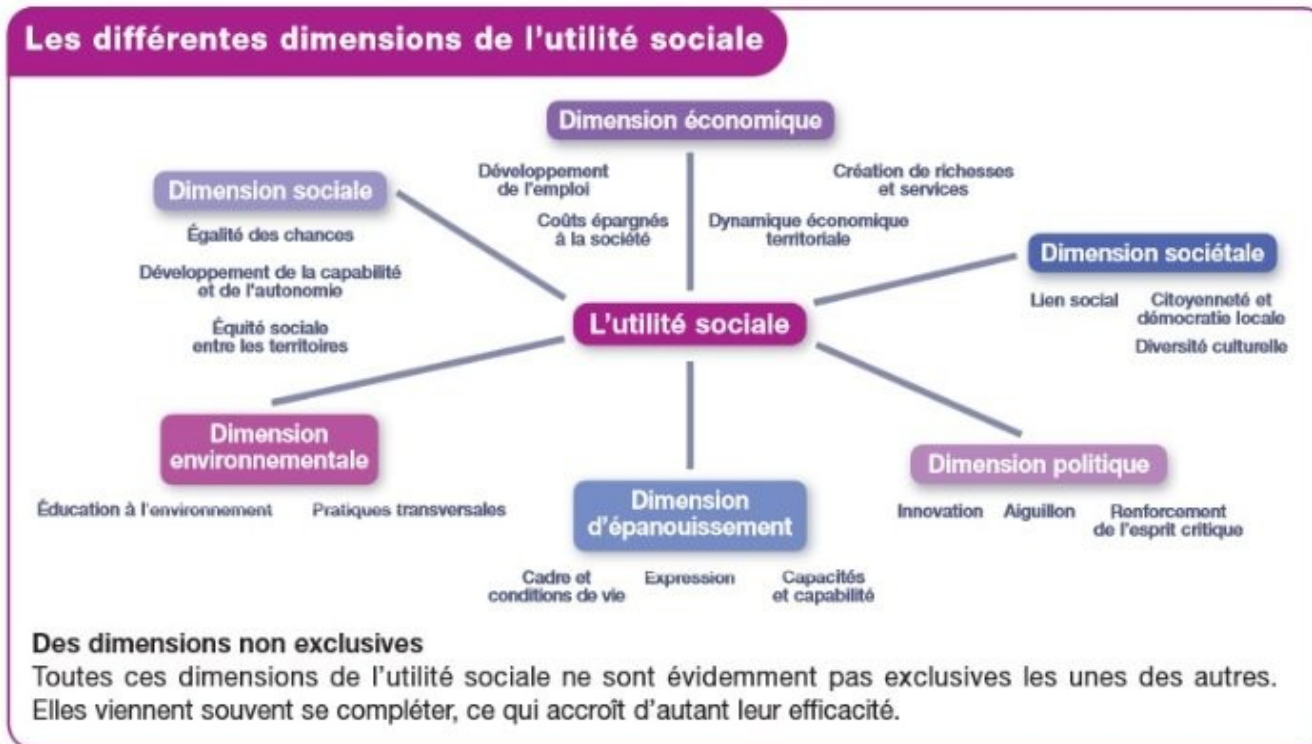 Les différentes dimensions de l'utilité sociale
Dimension économique
Développement
de l'emploi
Création de richesses
et services
Coûts épargnés
à la société
Dynamique économique
territoriale
Dimension sociale
Égalité des chances
Développement de la capabilité
et de l'autonomie
Équité sociale
entre les territoires
Dimension sociétale
Lien social
Citoyenneté et
démocratie locale
Diversité culturelle
L'utilité sociale
Dimension
environnementale
Éducation à l'environnement
Pratiques transversales
Dimension
d'épanouissement
Cadre et
conditions de vie
Expression
Capacités
et capabilité
Dimension politique
Innovation
Aiguillon
Renforcement
de l'esprit critique
Des dimensions non exclusives
Toutes ces dimensions de l'utilité sociale ne sont évidemment pas exclusives les unes des autres.
Elles viennent souvent se compléter, ce qui accroît d'autant leur efficacité.